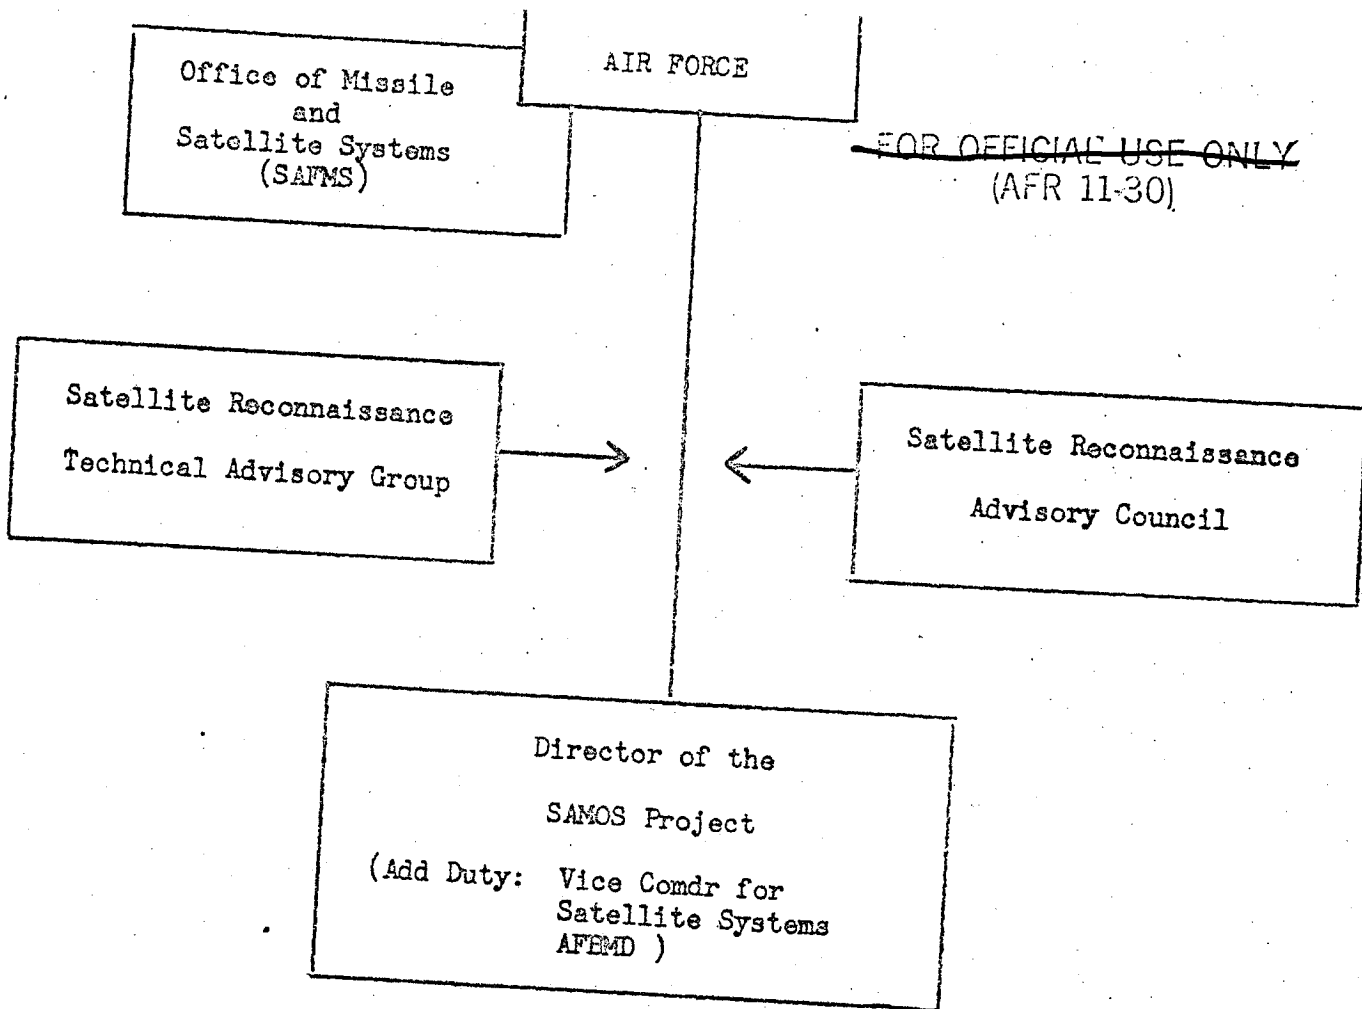 AIR FORCE
Office of Missile
and
Satellite Systems
(SAFMS)
FOR OFFICIAL USE ONLY
(AFR 11-30)
Satellite Reconnaissance
Technical Advisory Group
Satellite Reconnaissance
Advisory Council
Director of the
SAMOS Project
(Add Duty: Vice Comdr for
Satellite Systems
AFBMD )